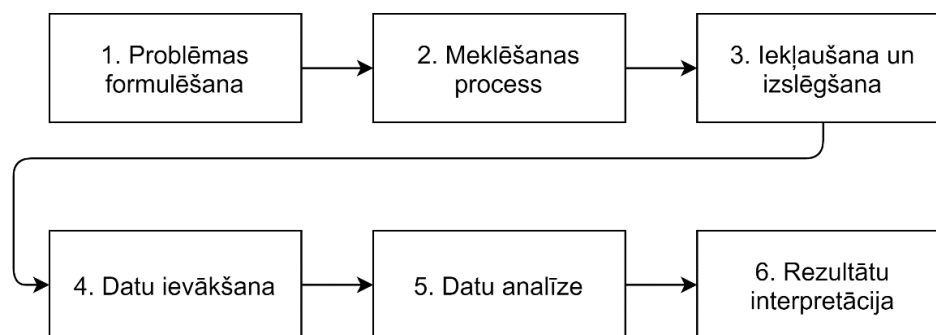 1. Problēmas
formulēšana
2. Meklēšanas
process
3. Iekļaušana un
izslēgšana
4. Datu ievākšana
5. Datu analīze
6. Rezultātu
interpretācija